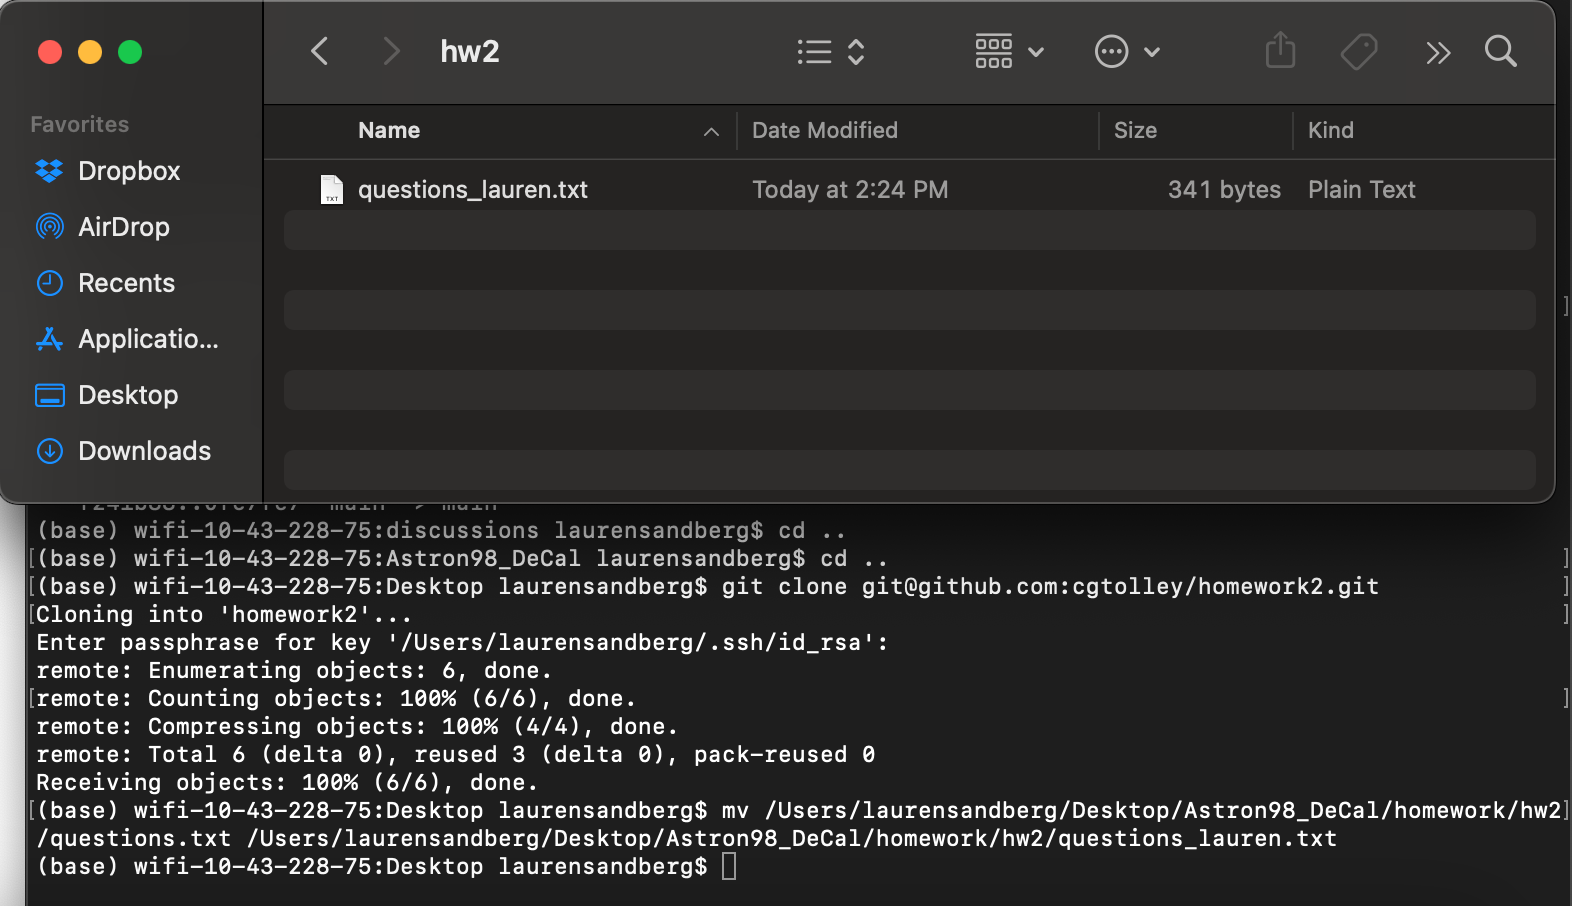 hw2
Favorites
Dropbox
AirDrop
Recents
Applicatio...
Desktop
Downloads
Name Date Modified Size Kind
TXT questions_lauren.txt Today at 2:24 PM 341 bytes Plain Text
(base) wifi-10-43-228-75:discussions laurensandberg$ cd ..
[(base) wifi-10-43-228-75:Astron98_DeCal laurensandberg$ cd .. ]
[(base) wifi-10-43-228-75:Desktop laurensandberg$ git clone git@github.com:cgtolley/homework2.git ]
[Cloning into 'homework2'... ]
Enter passphrase for key '/Users/laurensandberg/.ssh/id_rsa':
remote: Enumerating objects: 6, done.
[remote: Counting objects: 100% (6/6), done. ]
remote: Compressing objects: 100% (4/4), done.
remote: Total 6 (delta 0), reused 3 (delta 0), pack-reused 0
Receiving objects: 100% (6/6), done.
[(base) wifi-10-43-228-75:Desktop laurensandberg$ mv /Users/laurensandberg/Desktop/Astron98_DeCal/homework/hw2]
/questions.txt /Users/laurensandberg/Desktop/Astron98_DeCal/homework/hw2/questions_lauren.txt
(base) wifi-10-43-228-75:Desktop laurensandberg$